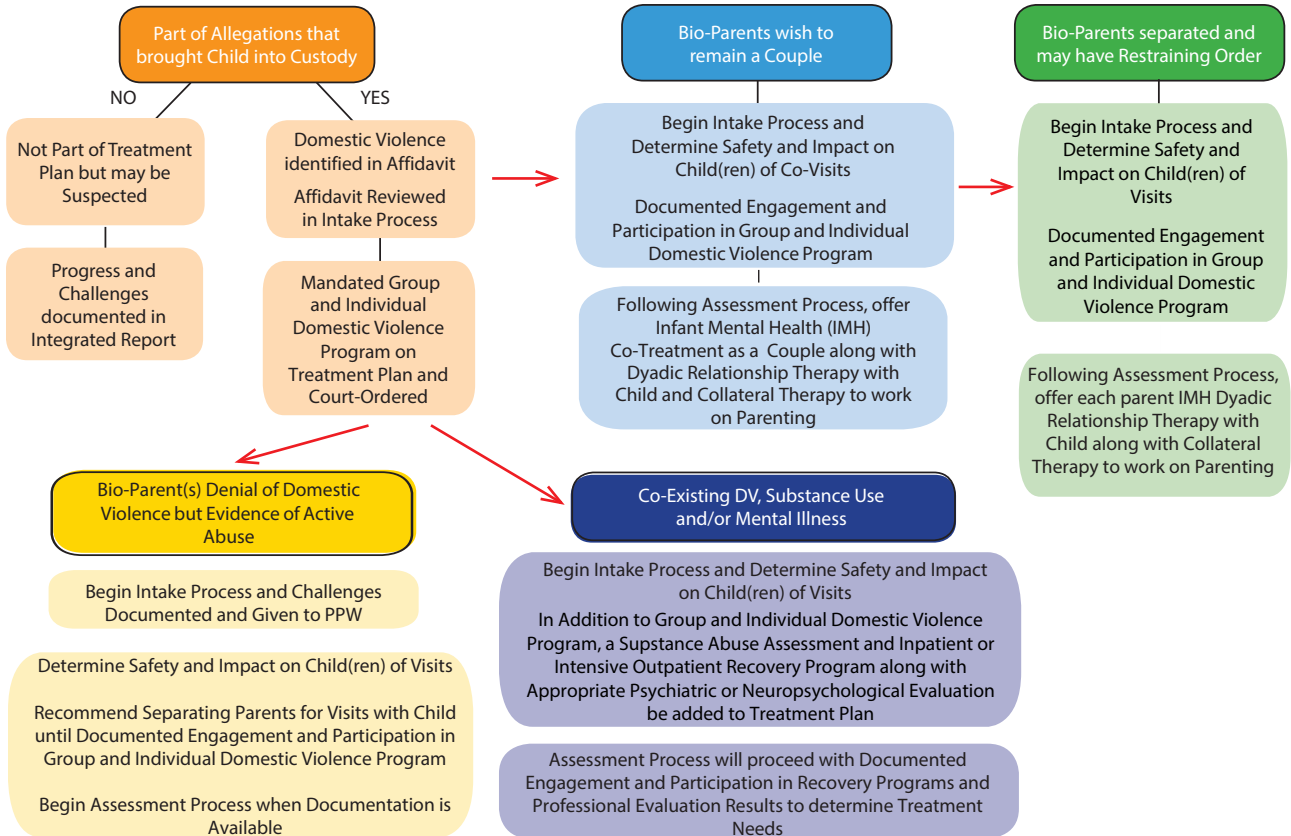 Part of Allegations that
brought Child into Custody
NO
YES
Not Part of Treatment
Plan but may be
Suspected
Progress and
Challenges
documented in
Integrated Report
Domestic Violence
identified in Affidavit
Affidavit Reviewed
in Intake Process
Mandated Group
and Individual
Domestic Violence
Program on
Treatment Plan and
Court-Ordered
Bio-Parents wish to
remain a Couple
Begin Intake Process and
Determine Safety and Impact on
Child(ren) of Co-Visits
Documented Engagement and
Participation in Group and Individual
Domestic Violence Program
Following Assessment Process, offer
Infant Mental Health (IMH)
Co-Treatment as a Couple along with
Dyadic Relationship Therapy with
Child and Collateral Therapy to work
on Parenting
Bio-Parents separated and
may have Restraining Order
Begin Intake Process and
Determine Safety and
Impact on Child(ren) of
Visits
Documented Engagement
and Participation in Group
and Individual Domestic
Violence Program
Following Assessment Process,
offer each parent IMH Dyadic
Relationship Therapy with
Child along with Collateral
Therapy to work on Parenting
Bio-Parent(s) Denial of Domestic
Violence but Evidence of Active
Abuse
Begin Intake Process and Challenges
Documented and Given to PPW
Determine Safety and Impact on Child(ren) of Visits
Recommend Separating Parents for Visits with Child
until Documented Engagement and Participation in
Group and Individual Domestic Violence Program
Begin Assessment Process when Documentation is
Available
Co-Existing DV, Substance Use
and/or Mental Illness
Begin Intake Process and Determine Safety and Impact
on Child(ren) of Visits
In Addition to Group and Individual Domestic Violence
Program, a Supstance Abuse Assessment and Inpatient or
Intensive Outpatient Recovery Program along with
Appropriate Psychiatric or Neuropsychological Evaluation
be added to Treatment Plan
Assessment Process will proceed with Documented
Engagement and Participation in Recovery Programs and
Professional Evaluation Results to determine Treatment
Needs